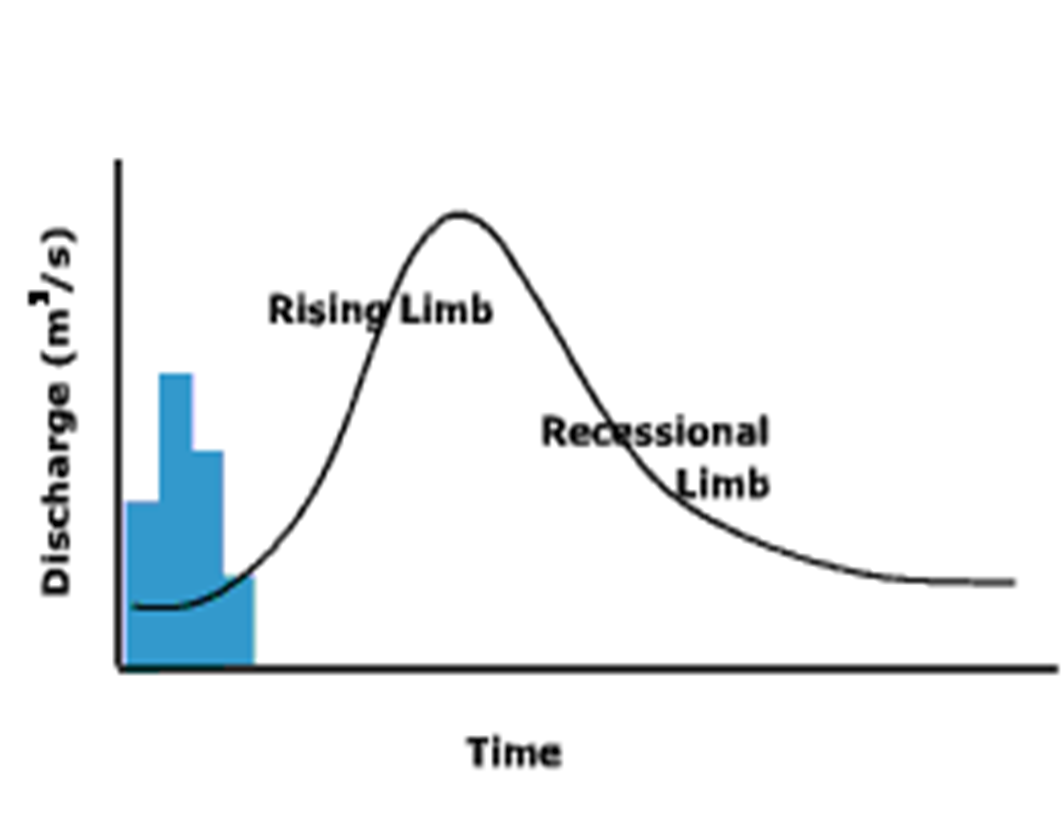 Discharge (m³/s)
Rising Limb
Recessional
Limb
Time